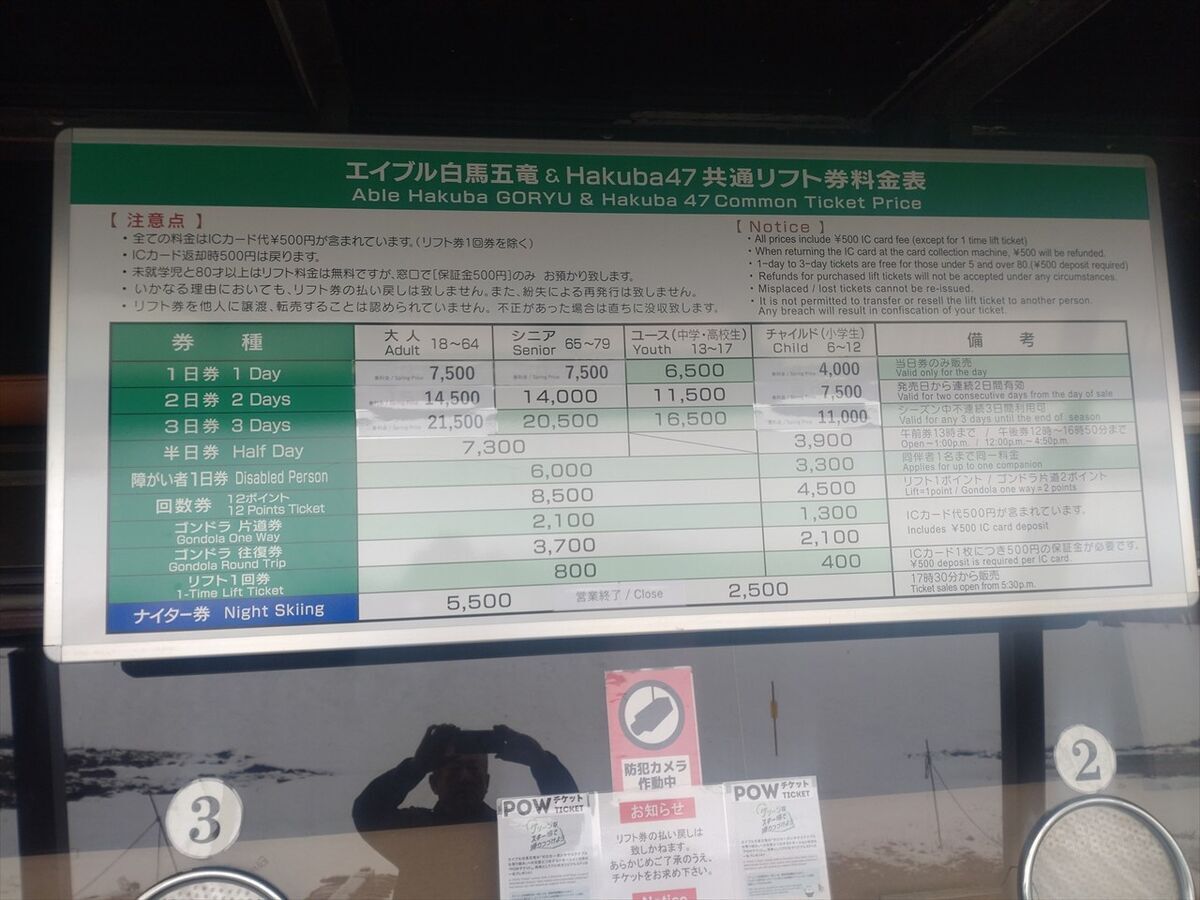 エイブル白馬五竜 & Hakuba47 共通リフト券料金表
Able Hakuba GORYU & Hakuba 47 Common Ticket Price
【 注意点 】
・全ての料金はICカード代¥500円が含まれています。(リフト券1回券を除く)
・ICカード返却時500円は戻ります。
・未就学児と80才以上はリフト料金は無料ですが、窓口で[保証金500円]のみ お預かり致します。
・いかなる理由においても、リフト券の払い戻しは致しません。また、紛失による再発行は致しません。
・リフト券を他人に譲渡、転売することは認められていません。不正があった場合は直ちに没収致します。
【 Notice 】
・All prices include ¥500 IC card fee (except for 1 time lift ticket)
・When returning the IC card at the card collection machine, ¥500 will be refunded.
・1-day to 3-day tickets are free for those under 5 and over 80.(¥500 deposit required)
・Refunds for purchased lift tickets will not be accepted under any circumstances.
・Misplaced / lost tickets cannot be re-issued.
・It is not permitted to transfer or resell the lift ticket to another person.
Any breach will result in confiscation of your ticket.
券 種 大人 Adult 18~64 シニア Senior 65~79 ユース(中学・高校生) Youth 13~17 チャイルド(小学生) Child 6~12 備 考
1日券 1 Day 7,500 7,500 6,500 4,000 当日券のみ販売 Valid only for the day
2日券 2 Days 14,500 14,000 11,500 7,500 発売日から連続2日間有効 Valid for two consecutive days from the day of sale
3日券 3 Days 21,500 20,500 16,500 11,000 シーズン中不連続3日間利用可 Valid for any 3 days until the end of season
半日券 Half Day 7,300 3,900 午前券13時まで / 午後券12時~16時50分まで Open~1:00p.m. / 12:00p.m.~4:50p.m.
障がい者1日券 Disabled Person 6,000 3,300 同伴者1名まで同一料金 Applies for up to one companion
回数券 12ポイント 12 Points Ticket 8,500 4,500 リフト1ポイント / ゴンドラ片道2ポイント Lift=1point / Gondola one way=2 points
ゴンドラ 片道券 Gondola One Way 2,100 1,300 ICカード代500円が含まれています。
ゴンドラ 往復券 Gondola Round Trip 3,700 2,100 Includes ¥500 IC card deposit
リフト1回券 1-Time Lift Ticket 800 400 ICカード1枚につき500円の保証金が必要です。 ¥500 deposit is required per IC card.
ナイター券 Night Skiing 5,500 営業終了 / Close 2,500 17時30分から販売 Ticket sales open from 5:30p.m.
防犯カメラ
作動中
3
2
POW チケット TICKET
お知らせ
リフト券の払い戻しは
致しかねます。
あらかじめご了承のうえ、
チケットをお求め下さい。
Notice
POW チケット TICKET